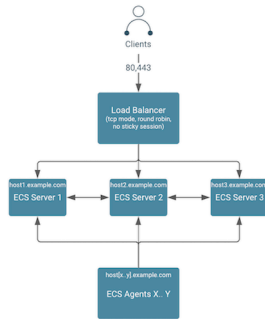 Clients
80,443
Load Balancer
(tcp mode, round robin,
no sticky session)
host1.example.com
ECS Server 1
host2.example.com
ECS Server 2
host3.example.com
ECS Server 3
host[x..y].example.com
ECS Agents X.. Y